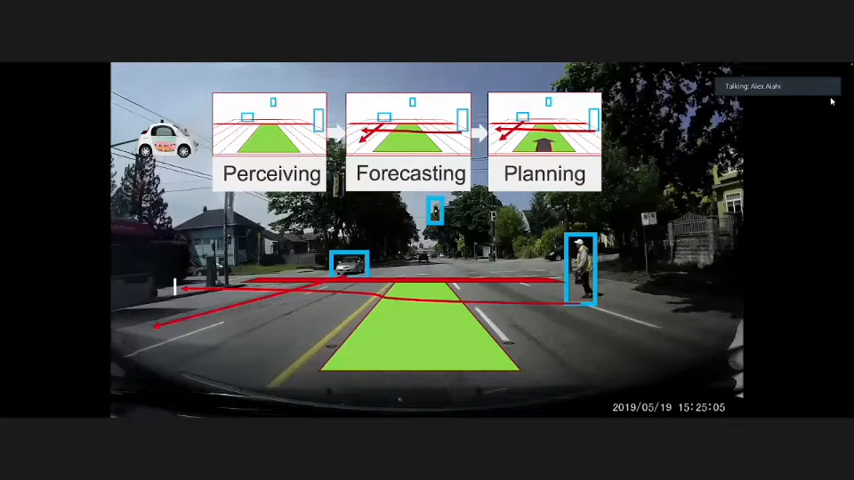 Talking: Alex Alahi
Perceiving
Forecasting
Planning
2019/05/19 15:25:05